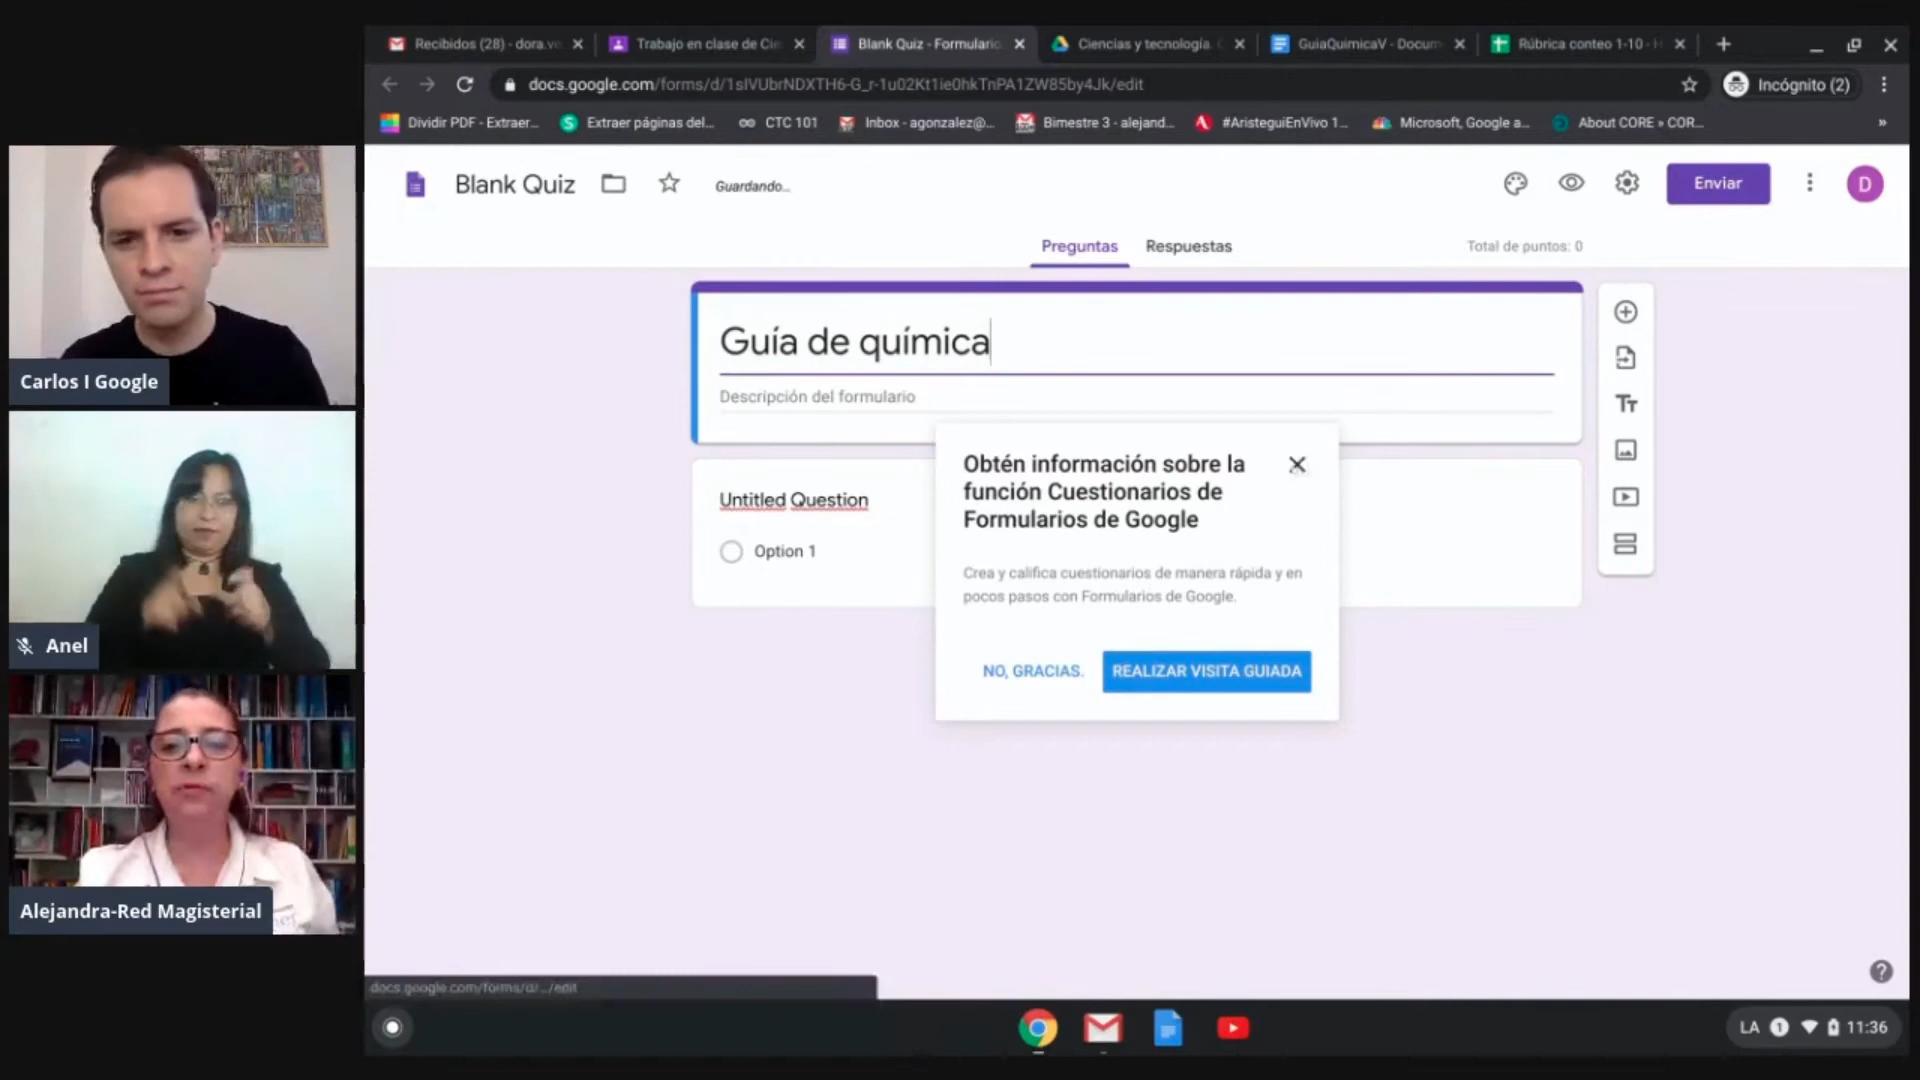 Recibidos (28) - dora.ve
Trabajo en clase de Cie
Blank Quiz - Formulario
Ciencias y tecnología. C
GuiaQuimicaV - Docum
Rúbrica conteo 1-10 - H
docs.google.com/forms/d/1slVUbrNDXTH6-G_r-1u02Kt1ie0hkTnPA1ZW85by4Jk/edit
Incógnito (2)
Dividir PDF - Extraer...
Extraer páginas del...
CTC 101
Inbox - agonzalez@...
Bimestre 3 - alejand...
#AristeguiEnVivo 1...
Microsoft, Google a...
About CORE » COR...
»
Blank Quiz
Guardando...
Enviar
D
Preguntas
Respuestas
Total de puntos: 0
Guía de química
Descripción del formulario
Untitled Question
Option 1
Obtén información sobre la
función Cuestionarios de
Formularios de Google
Crea y califica cuestionarios de manera rápida y en
pocos pasos con Formularios de Google.
NO, GRACIAS.
REALIZAR VISITA GUIADA
Tт
Carlos I Google
Anel
Alejandra-Red Magisterial
docs.google.com/forms/d/.../edit
LA
1
11:36